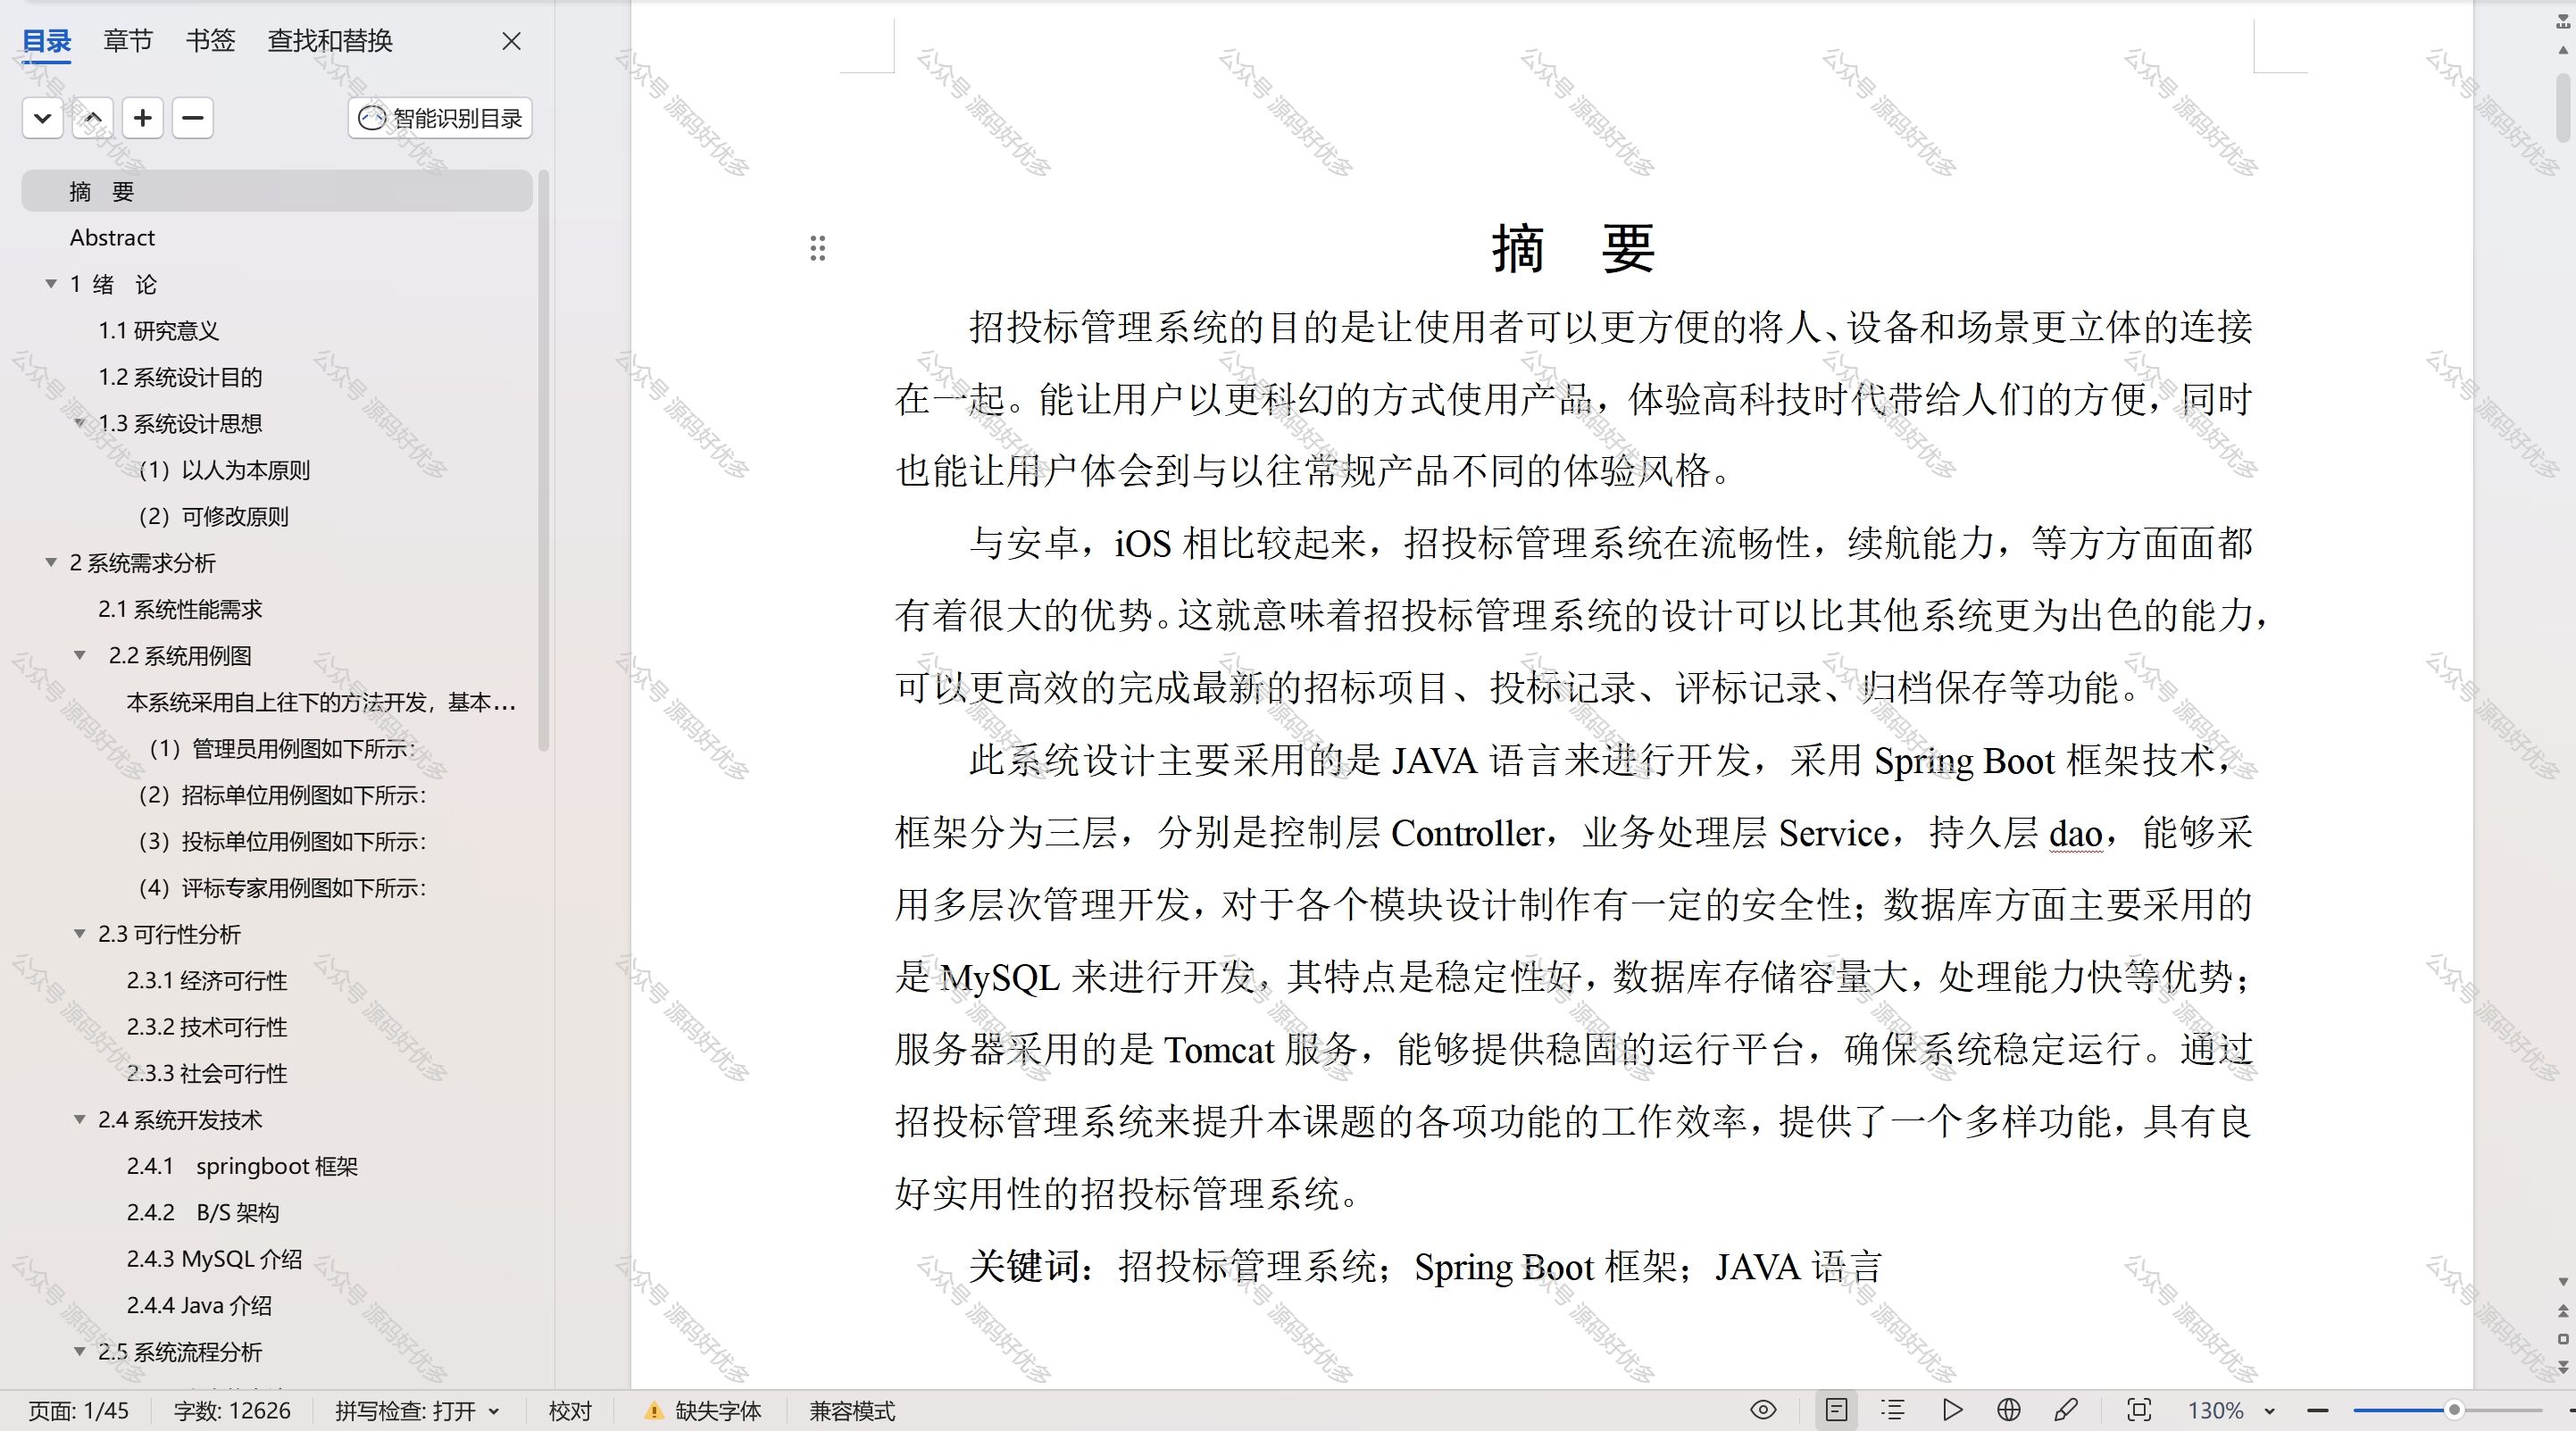 目录 章节 书签 查找和替换
智能识别目录
摘 要
Abstract
1 绪 论
1.1 研究意义
1.2 系统设计目的
1.3 系统设计思想
（1）以人为本原则
（2）可修改原则
2 系统需求分析
2.1 系统性能需求
2.2 系统用例图
本系统采用自上往下的方法开发，基本...
（1）管理员用例图如下所示：
（2）招标单位用例图如下所示：
（3）投标单位用例图如下所示：
（4）评标专家用例图如下所示：
2.3 可行性分析
2.3.1 经济可行性
2.3.2 技术可行性
2.3.3 社会可行性
2.4 系统开发技术
2.4.1 springboot 框架
2.4.2 B/S 架构
2.4.3 MySQL 介绍
2.4.4 Java 介绍
2.5 系统流程分析
摘 要
招投标管理系统的目的是让使用者可以更方便的将人、设备和场景更立体的连接
在一起。能让用户以更科幻的方式使用产品，体验高科技时代带给人们的方便，同时
也能让用户体会到与以往常规产品不同的体验风格。
与安卓，iOS 相比较起来，招投标管理系统在流畅性，续航能力，等方方面面都
有着很大的优势。这就意味着招投标管理系统的设计可以比其他系统更为出色的能力，
可以更高效的完成最新的招标项目、投标记录、评标记录、归档保存等功能。
此系统设计主要采用的是 JAVA 语言来进行开发，采用 Spring Boot 框架技术，
框架分为三层，分别是控制层 Controller，业务处理层 Service，持久层 dao，能够采
用多层次管理开发，对于各个模块设计制作有一定的安全性；数据库方面主要采用的
是 MySQL 来进行开发，其特点是稳定性好，数据库存储容量大，处理能力快等优势；
服务器采用的是 Tomcat 服务，能够提供稳固的运行平台，确保系统稳定运行。通过
招投标管理系统来提升本课题的各项功能的工作效率，提供了一个多样功能，具有良
好实用性的招投标管理系统。
关键词：招投标管理系统；Spring Boot 框架；JAVA 语言
页面: 1/45 字数: 12626 拼写检查: 打开 校对 缺失字体 兼容模式 130%
公众号 源码好优多